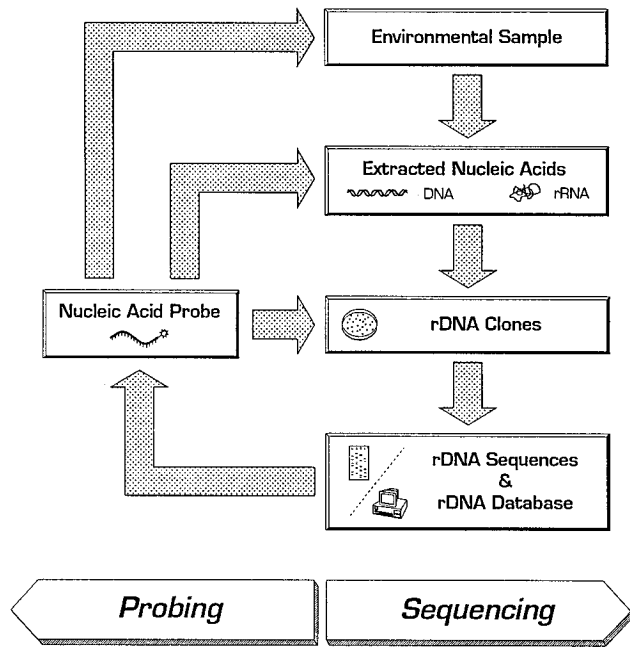 Environmental Sample
Extracted Nucleic Acids
DNA rRNA
Nucleic Acid Probe
rDNA Clones
rDNA Sequences
&
rDNA Database
Probing
Sequencing